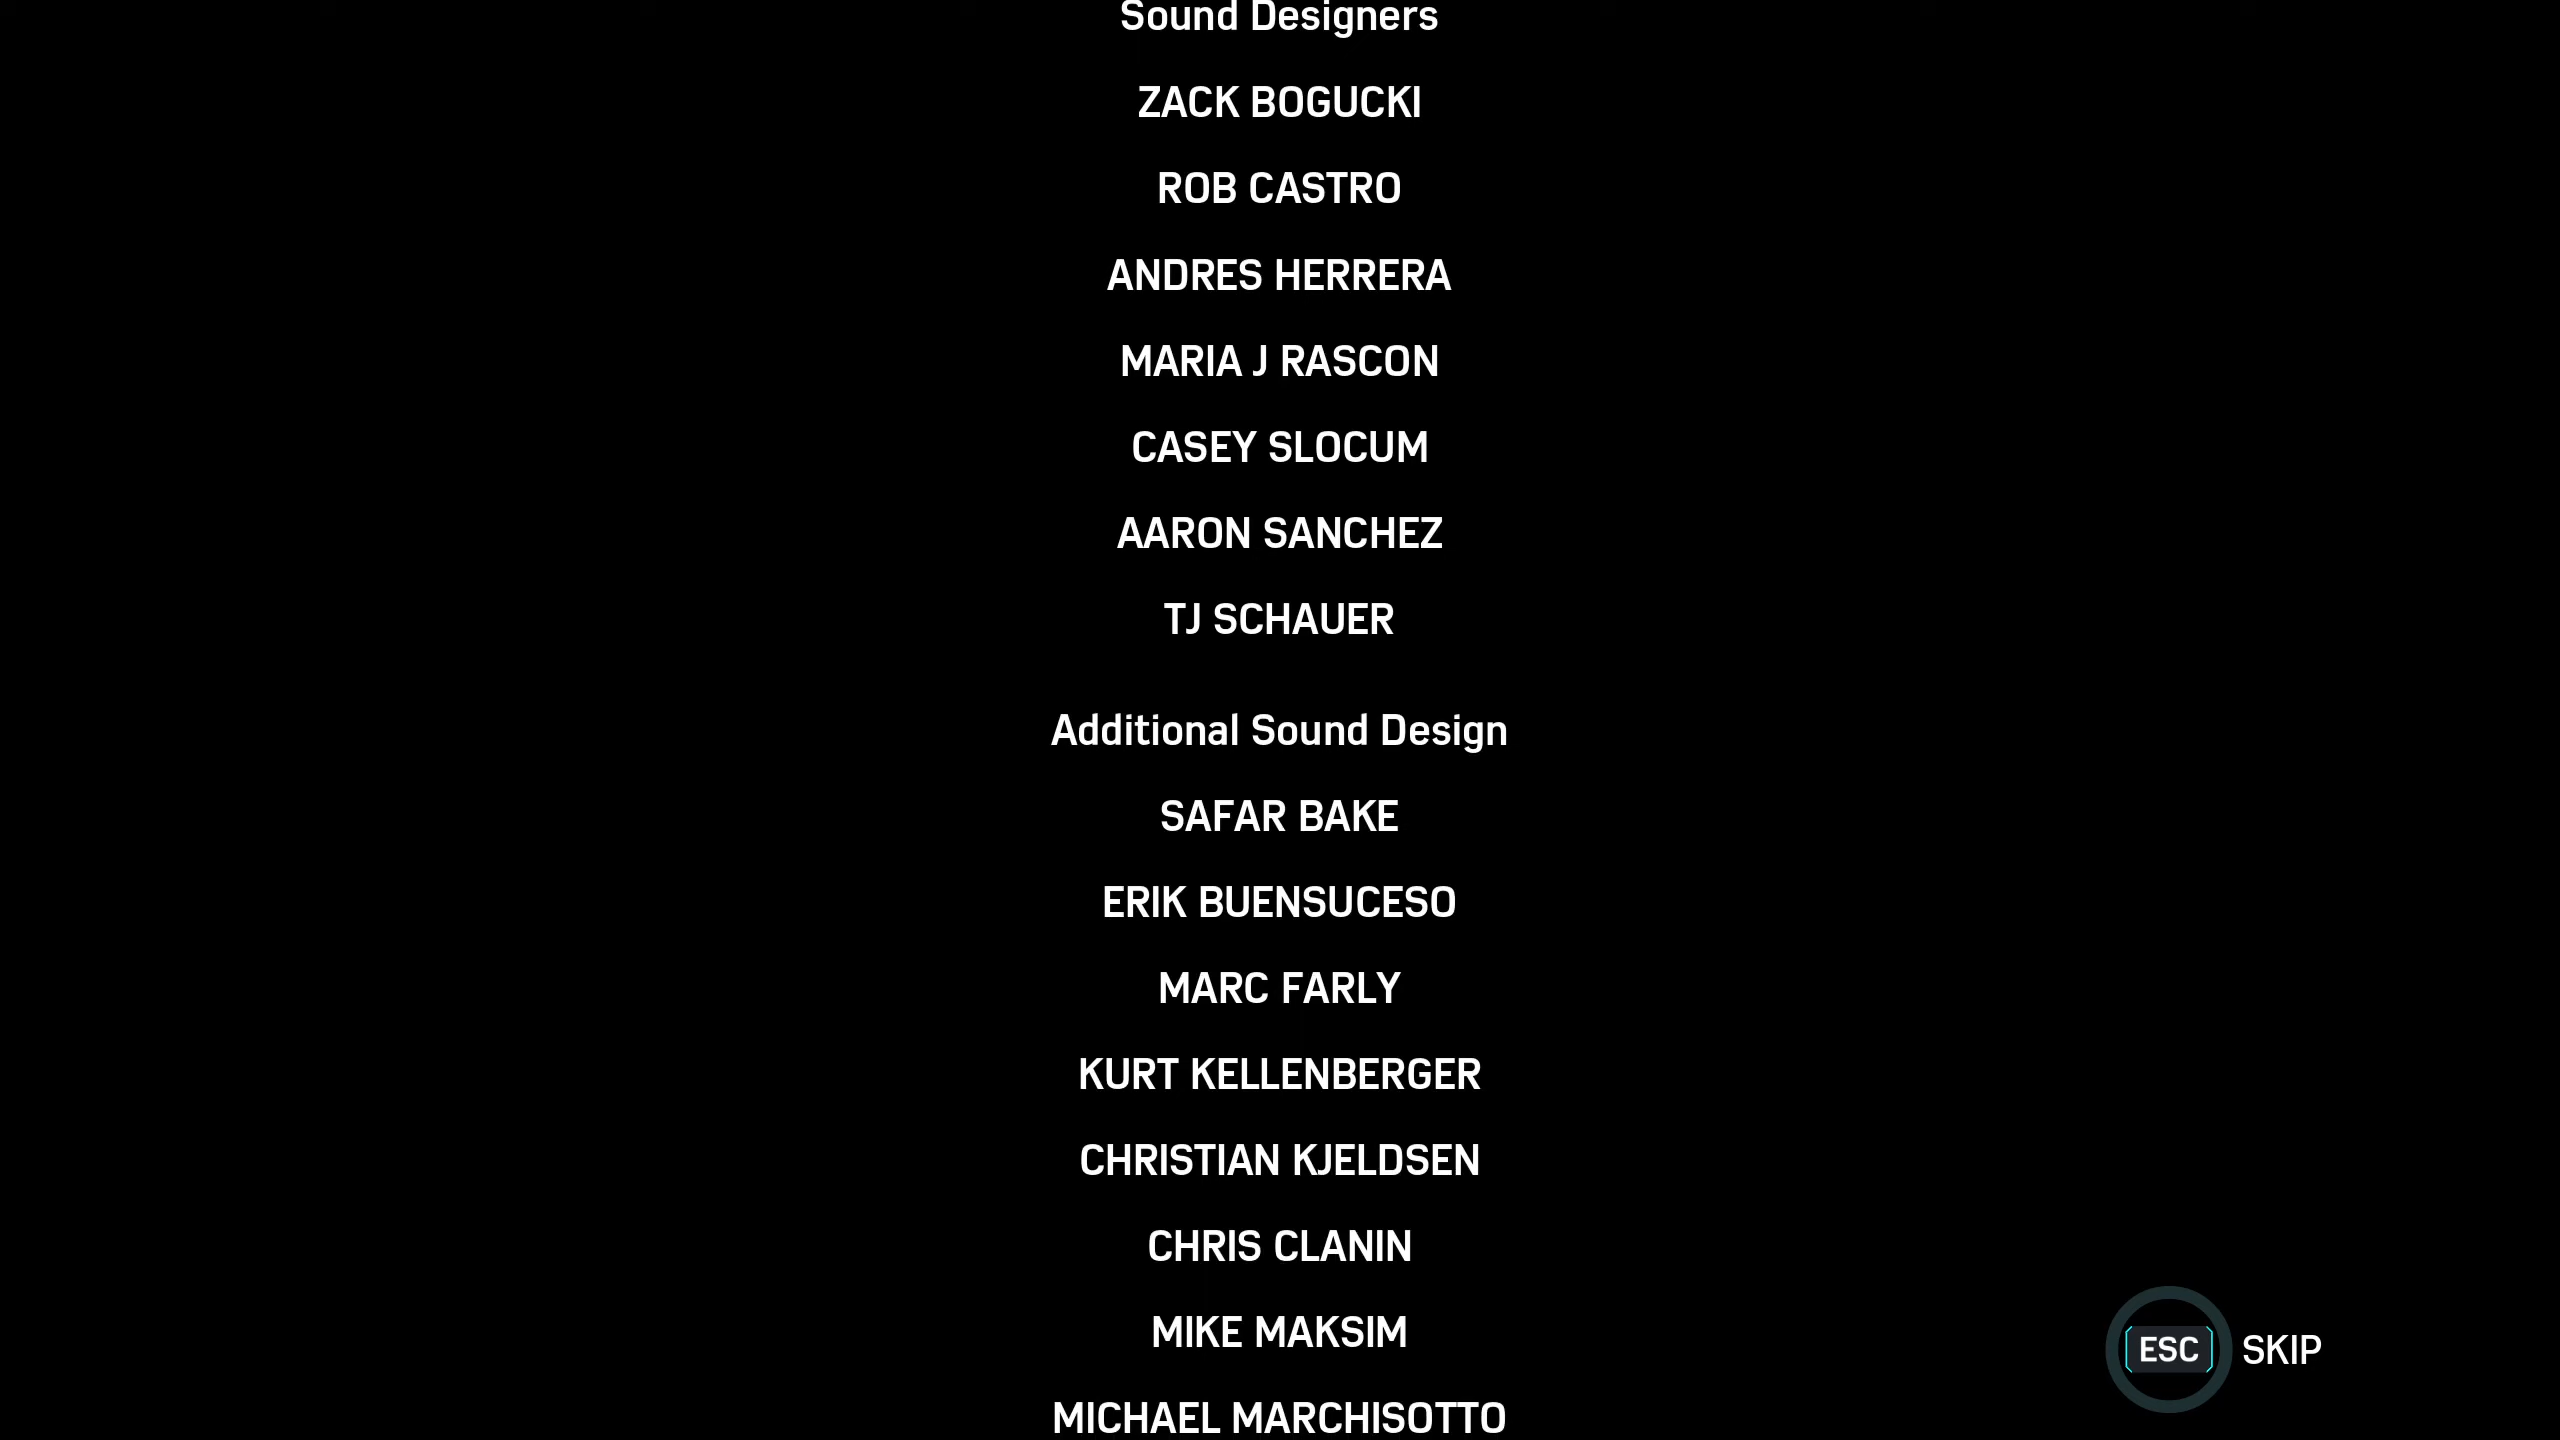 Sound Designers
ZACK BOGUCKI
ROB CASTRO
ANDRES HERRERA
MARIA J RASCON
CASEY SLOCUM
AARON SANCHEZ
TJ SCHAUER
Additional Sound Design
SAFAR BAKE
ERIK BUENSUCESO
MARC FARLY
KURT KELLENBERGER
CHRISTIAN KJELDSEN
CHRIS CLANIN
MIKE MAKSIM
ESC SKIP
MICHAEL MARCHISOTTO